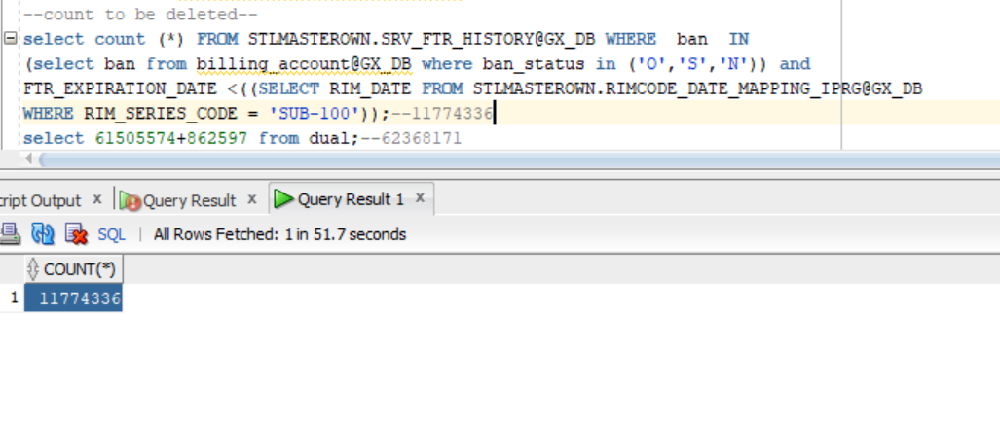 --count to be deleted--
select count (*) FROM STLMASTEROWN.SRV_FTR_HISTORY@GX_DB WHERE ban IN
(select ban from billing_account@GX_DB where ban_status in ('O','S','N')) and
FTR_EXPIRATION_DATE <((SELECT RIM_DATE FROM STLMASTEROWN.RIMCODE_DATE_MAPPING_IPRG@GX_DB
WHERE RIM_SERIES_CODE = 'SUB-100'));--11774336
select 61505574+862597 from dual;--62368171
cript Output x Query Result x Query Result 1 x
SQL | All Rows Fetched: 1 in 51.7 seconds
COUNT(*)
1 11774336